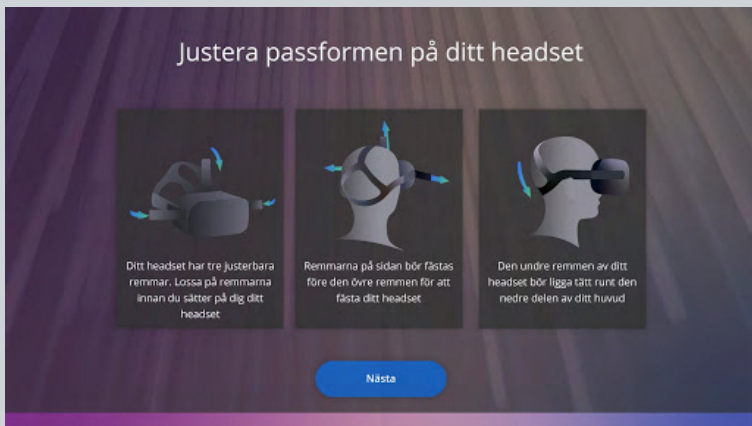 Justera passformen på ditt headset
Ditt headset har tre justerbara
remmar. Lossa på remmarna
innan du sätter på dig ditt
headset
Remmarna på sidan bör fästas
före den övre remmen för att
fästa ditt headset
Den undre remmen av ditt
headset bör ligga tätt runt den
nedre delen av ditt huvud
Nästa